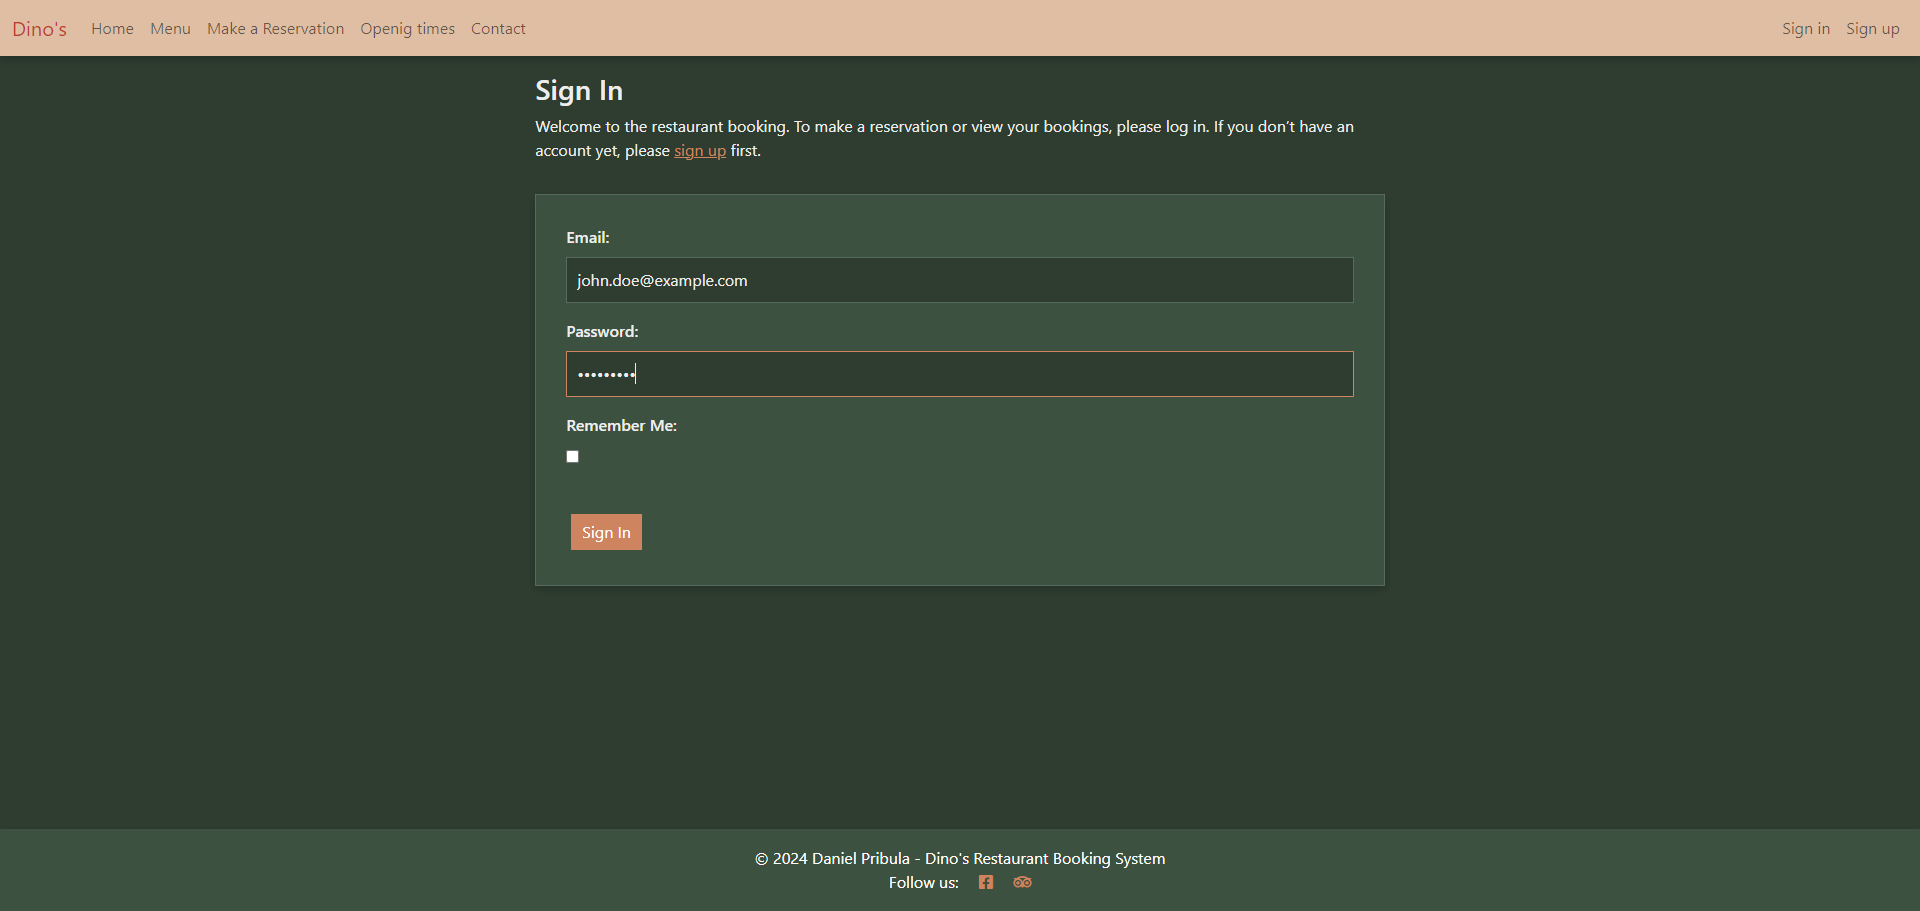 Dino's Home Menu Make a Reservation Openig times Contact Sign in Sign up
Sign In
Welcome to the restaurant booking. To make a reservation or view your bookings, please log in. If you don’t have an
account yet, please sign up first.
Email:
john.doe@example.com
Password:
•••••••••
Remember Me:
Sign In
© 2024 Daniel Pribula - Dino's Restaurant Booking System
Follow us: